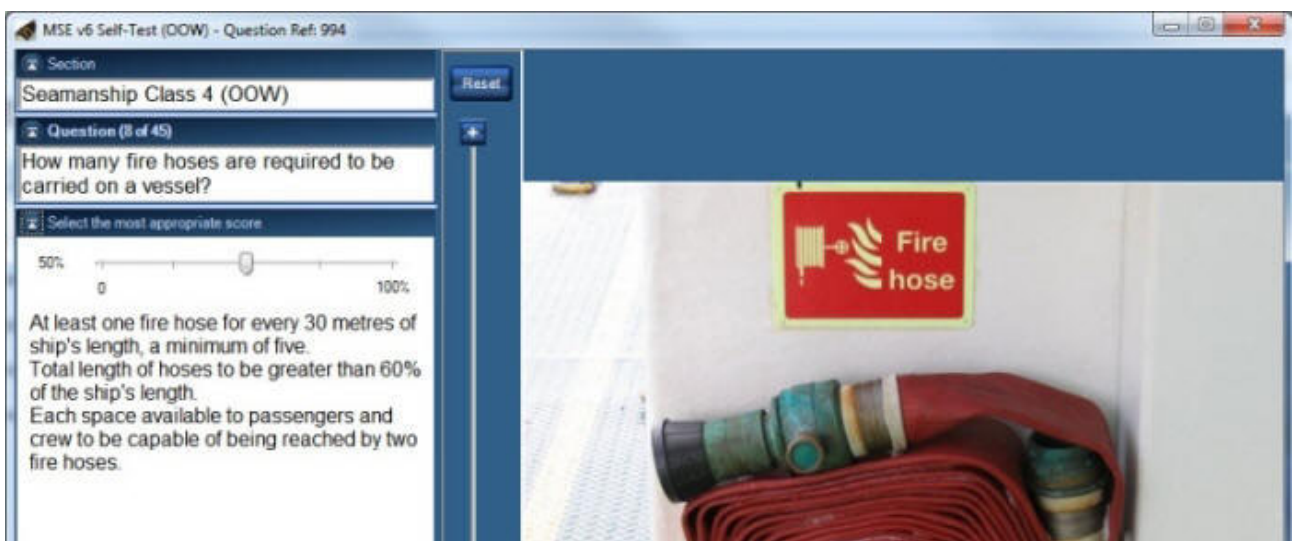 MSE v6 Self-Test (OOW) - Question Ref: 994
Section
Seamanship Class 4 (OOW)
Question (8 of 45)
How many fire hoses are required to be
carried on a vessel?
Select the most appropriate score
50%
0
100%
At least one fire hose for every 30 metres of
ship's length, a minimum of five.
Total length of hoses to be greater than 60%
of the ship's length.
Each space available to passengers and
crew to be capable of being reached by two
fire hoses.
Reset
Fire
hose